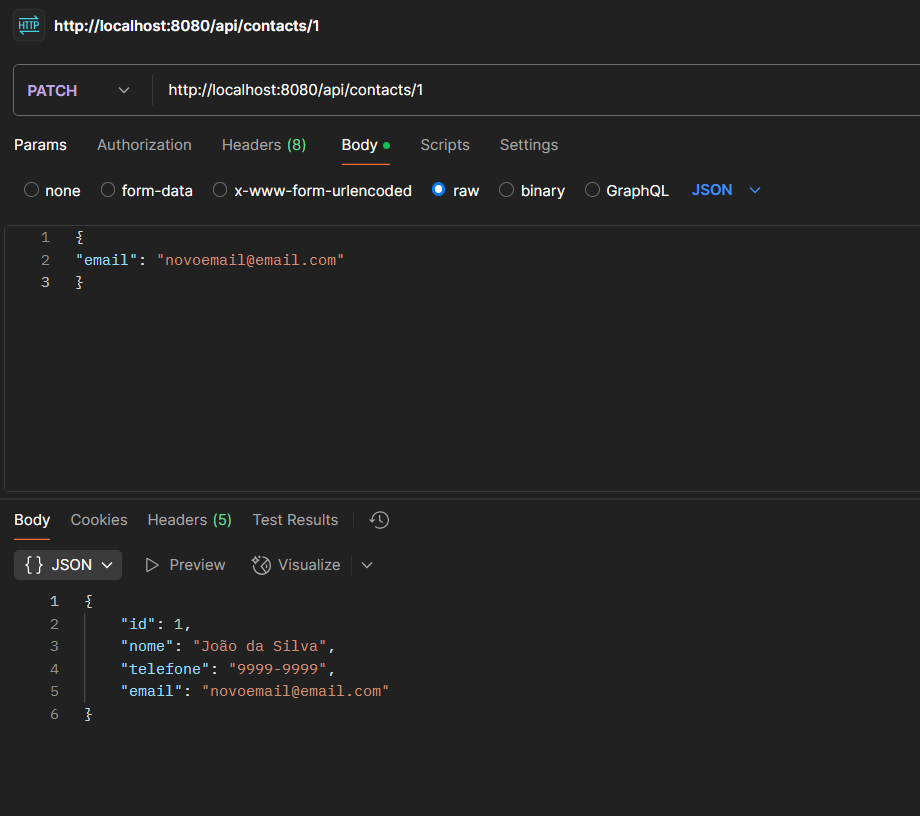 HTTP http://localhost:8080/api/contacts/1
PATCH http://localhost:8080/api/contacts/1
Params Authorization Headers (8) Body Scripts Settings
none form-data x-www-form-urlencoded raw binary GraphQL JSON
1 {
2 "email": "novoemail@email.com"
3 }
Body Cookies Headers (5) Test Results
{} JSON Preview Visualize
1 {
2 "id": 1,
3 "nome": "João da Silva",
4 "telefone": "9999-9999",
5 "email": "novoemail@email.com"
6 }